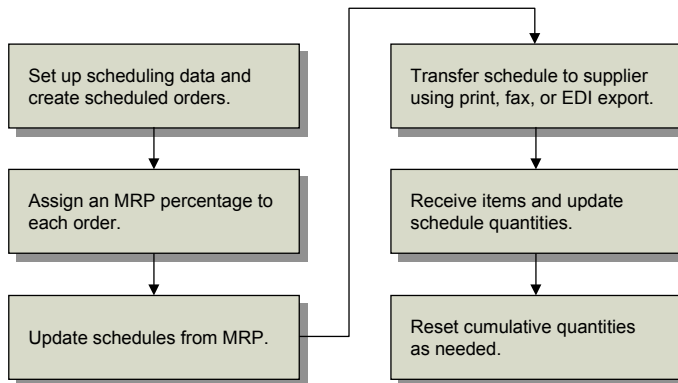 Set up scheduling data and
create scheduled orders.
Assign an MRP percentage to
each order.
Update schedules from MRP.
Transfer schedule to supplier
using print, fax, or EDI export.
Receive items and update
schedule quantities.
Reset cumulative quantities
as needed.